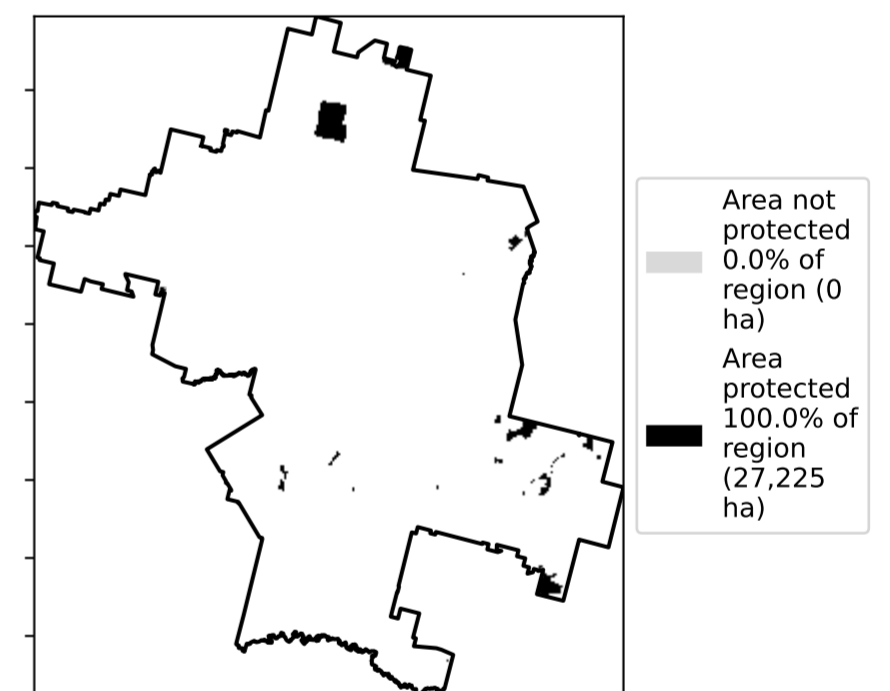 Area not
protected
0.0% of
region (0
ha)
Area
protected
100.0% of
region
(27,225
ha)